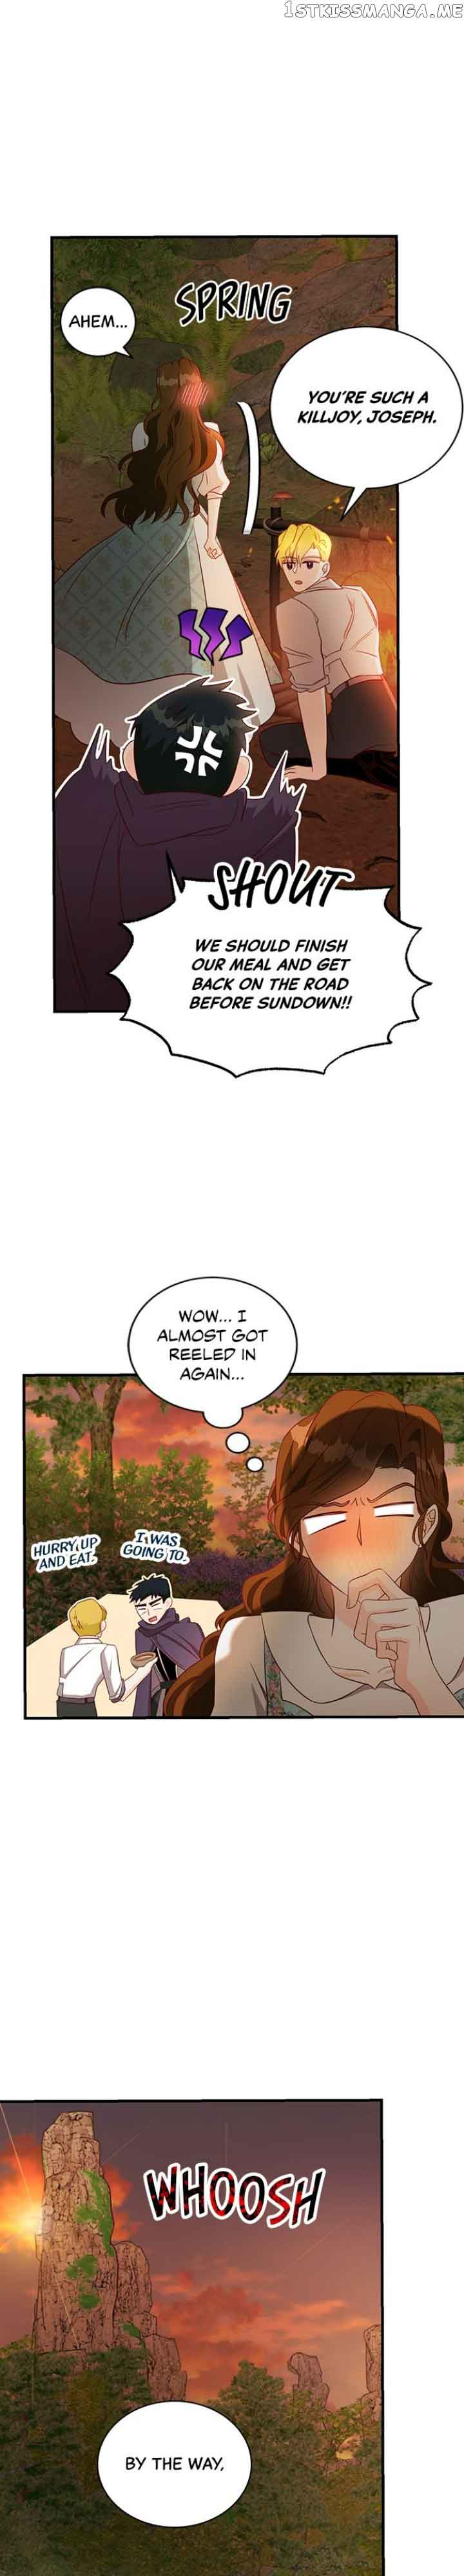 1STKISSMANGA.ME
SPRING
AHEM...
YOU'RE SUCH A
KILLJOY, JOSEPH.
SHOUT
WE SHOULD FINISH
OUR MEAL AND GET
BACK ON THE ROAD
BEFORE SUNDOWN!!
WOW... I
ALMOST GOT
REELED IN
AGAIN...
HURRY UP
AND EAT.
I WAS
GOING TO.
WHOOSH
BY THE WAY,